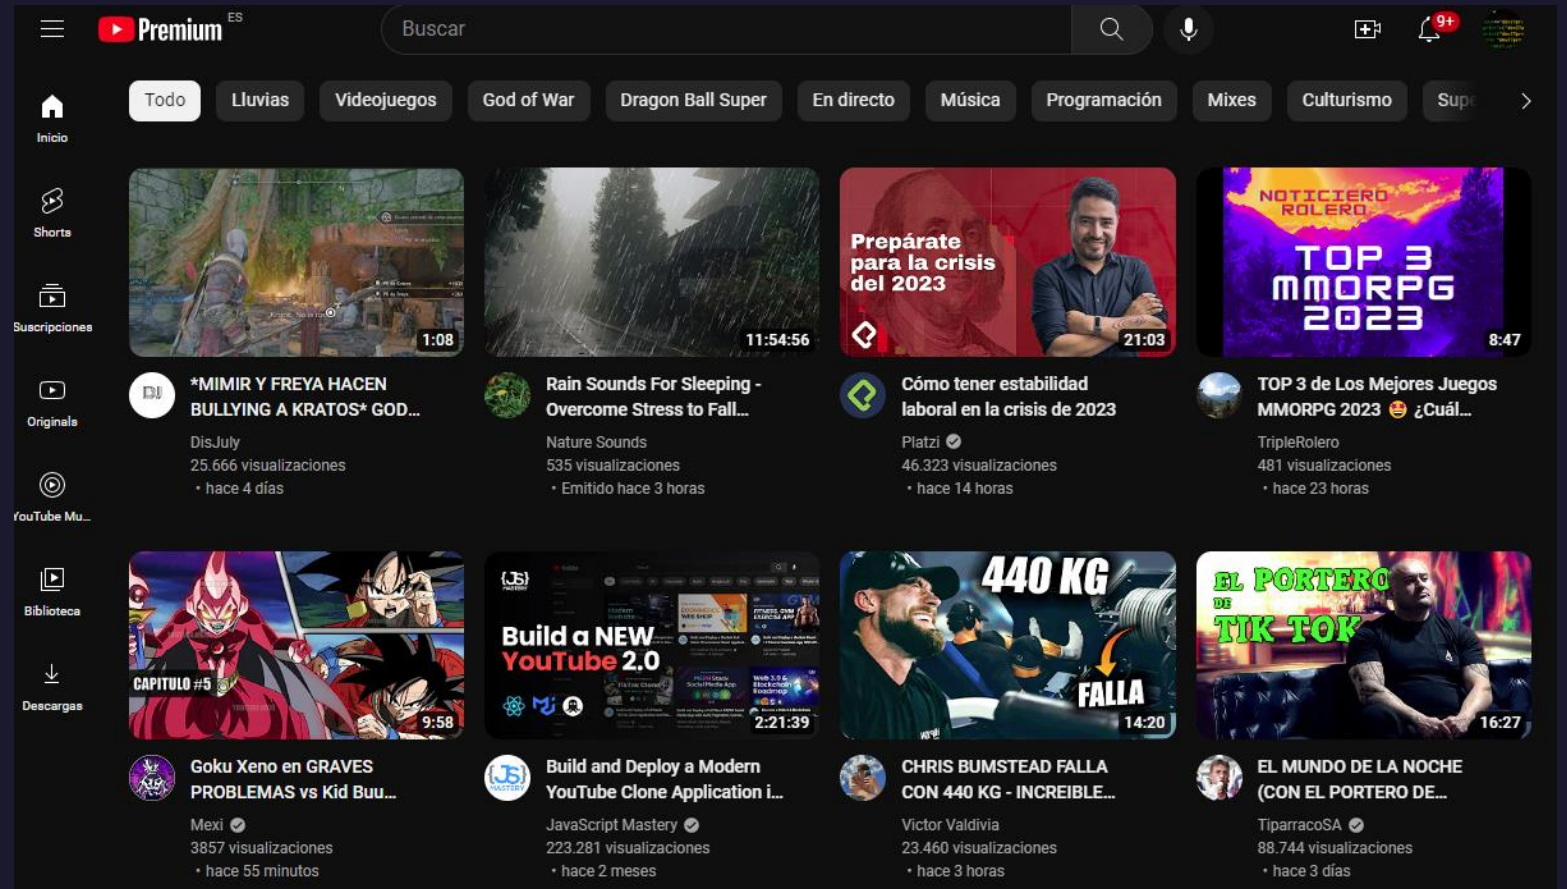 Premium ES
Buscar
9+
Todo
Lluvias
Videojuegos
God of War
Dragon Ball Super
En directo
Música
Programación
Mixes
Culturismo
Inicio
Shorts
Suscripciones
Originals
YouTube Mu...
Biblioteca
Descargas
1:08
11:54:56
Prepárate
para la crisis
del 2023
21:03
NOTICIERO
ROLERO
TOP 3
MMORPG
2023
8:47
DJ
*MIMIR Y FREYA HACEN
BULLYING A KRATOS* GOD...
DisJuly
25.666 visualizaciones
• hace 4 días
Rain Sounds For Sleeping -
Overcome Stress to Fall...
Nature Sounds
535 visualizaciones
• Emitido hace 3 horas
Cómo tener estabilidad
laboral en la crisis de 2023
Platzi
46.323 visualizaciones
• hace 14 horas
TOP 3 de Los Mejores Juegos
MMORPG 2023 🤩 ¿Cuál...
TripleRolero
481 visualizaciones
• hace 23 horas
CAPITULO #5
9:58
{JS}
MASTERY
Build a NEW
YouTube 2.0
2:21:39
440 KG
FALLA
14:20
EL PORTERO
DE
TIK TOK
16:27
Goku Xeno en GRAVES
PROBLEMAS vs Kid Buu...
Mexi
3857 visualizaciones
• hace 55 minutos
{JS}
MASTERY
Build and Deploy a Modern
YouTube Clone Application i...
JavaScript Mastery
223.281 visualizaciones
• hace 2 meses
CHRIS BUMSTEAD FALLA
CON 440 KG - INCREIBLE...
Victor Valdivia
23.460 visualizaciones
• hace 3 horas
EL MUNDO DE LA NOCHE
(CON EL PORTERO DE...
TiparracoSA
88.744 visualizaciones
• hace 3 días